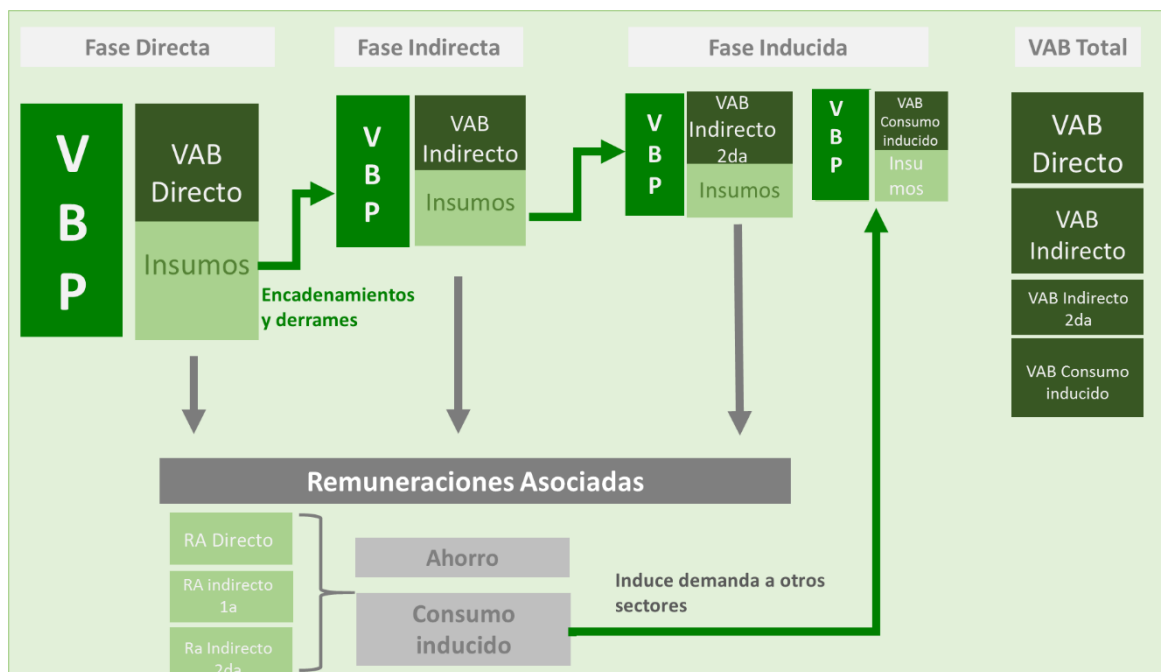 Fase Directa
Fase Indirecta
Fase Inducida
VAB Total
V
B
P
VAB
Directo
Insumos
Encadenamientos
y derrames
V
B
P
VAB
Indirecto
Insumos
V
B
P
VAB
Indirecto
2da
Insumos
V
B
P
VAB
Consumo
inducido
Insu
mos
VAB
Directo
VAB
Indirecto
VAB Indirecto
2da
VAB Consumo
inducido
Remuneraciones Asociadas
RA Directo
RA indirecto
1a
Ra Indirecto
2da
Ahorro
Consumo
inducido
Induce demanda a otros
sectores